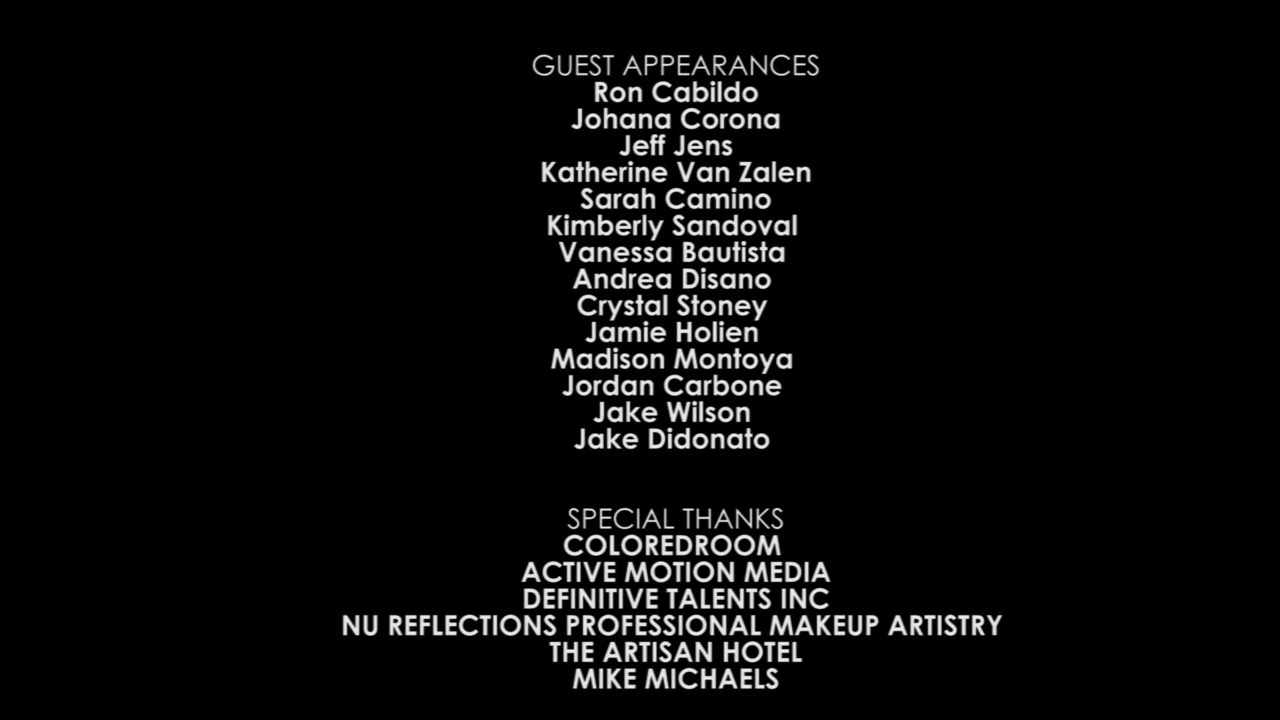 GUEST APPEARANCES
Ron Cabildo
Johana Corona
Jeff Jens
Katherine Van Zalen
Sarah Camino
Kimberly Sandoval
Vanessa Bautista
Andrea Disano
Crystal Stoney
Jamie Holien
Madison Montoya
Jordan Carbone
Jake Wilson
Jake Didonato
SPECIAL THANKS
COLOREDROOM
ACTIVE MOTION MEDIA
DEFINITIVE TALENTS INC
NU REFLECTIONS PROFESSIONAL MAKEUP ARTISTRY
THE ARTISAN HOTEL
MIKE MICHAELS